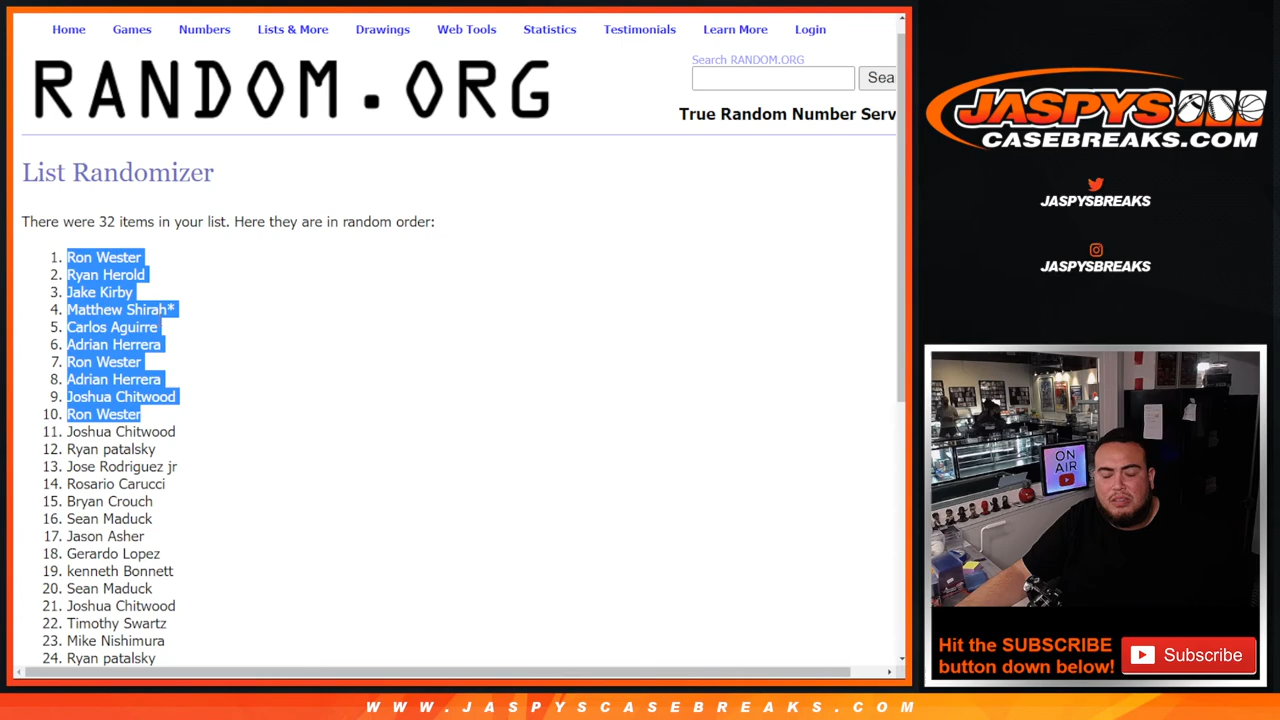 Home Games Numbers Lists & More Drawings Web Tools Statistics Testimonials Learn More Login
RANDOM.ORG
Search RANDOM.ORG
Sea
True Random Number Serv
List Randomizer
There were 32 items in your list. Here they are in random order:
1. Ron Wester
2. Ryan Herold
3. Jake Kirby
4. Matthew Shirah*
5. Carlos Aguirre
6. Adrian Herrera
7. Ron Wester
8. Adrian Herrera
9. Joshua Chitwood
10. Ron Wester
11. Joshua Chitwood
12. Ryan patalsky
13. Jose Rodriguez jr
14. Rosario Carucci
15. Bryan Crouch
16. Sean Maduck
17. Jason Asher
18. Gerardo Lopez
19. kenneth Bonnett
20. Sean Maduck
21. Joshua Chitwood
22. Timothy Swartz
23. Mike Nishimura
24. Ryan patalsky
JASPYS
CASEBREAKS.COM
JASPYSBREAKS
JASPYSBREAKS
ON
AIR
Hit the SUBSCRIBE
button down below!
Subscribe
WWW.JASPYSCASEBREAKS.COM